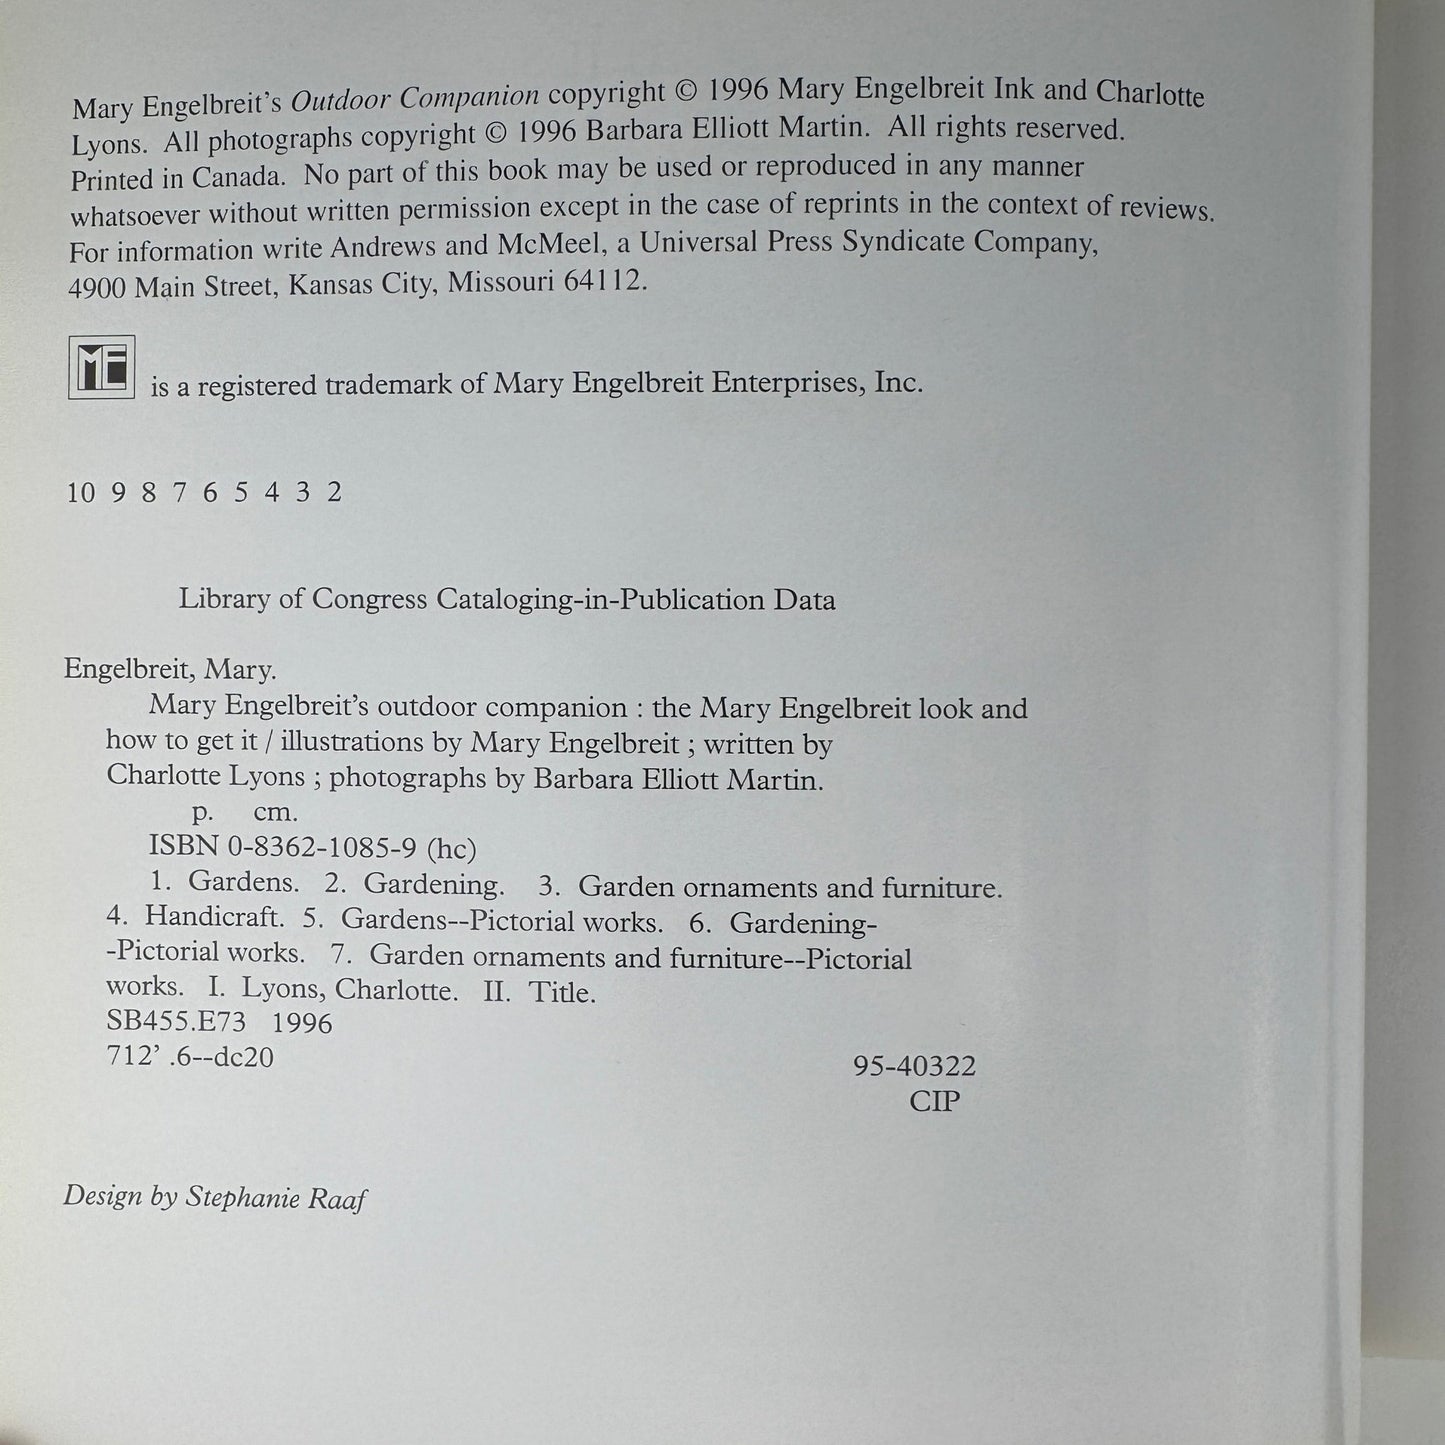 Mary Engelbreit's Outdoor Companion copyright © 1996 Mary Engelbreit Ink and Charlotte
Lyons. All photographs copyright © 1996 Barbara Elliott Martin. All rights reserved.
Printed in Canada. No part of this book may be used or reproduced in any manner
whatsoever without written permission except in the case of reprints in the context of reviews.
For information write Andrews and McMeel, a Universal Press Syndicate Company,
4900 Main Street, Kansas City, Missouri 64112.
ME is a registered trademark of Mary Engelbreit Enterprises, Inc.
10 9 8 7 6 5 4 3 2
Library of Congress Cataloging-in-Publication Data
Engelbreit, Mary.
Mary Engelbreit's outdoor companion : the Mary Engelbreit look and
how to get it / illustrations by Mary Engelbreit ; written by
Charlotte Lyons ; photographs by Barbara Elliott Martin.
p. cm.
ISBN 0-8362-1085-9 (hc)
1. Gardens. 2. Gardening. 3. Garden ornaments and furniture.
4. Handicraft. 5. Gardens--Pictorial works. 6. Gardening-
-Pictorial works. 7. Garden ornaments and furniture--Pictorial
works. I. Lyons, Charlotte. II. Title.
SB455.E73 1996
712' .6--dc20
95-40322
CIP
Design by Stephanie Raaf